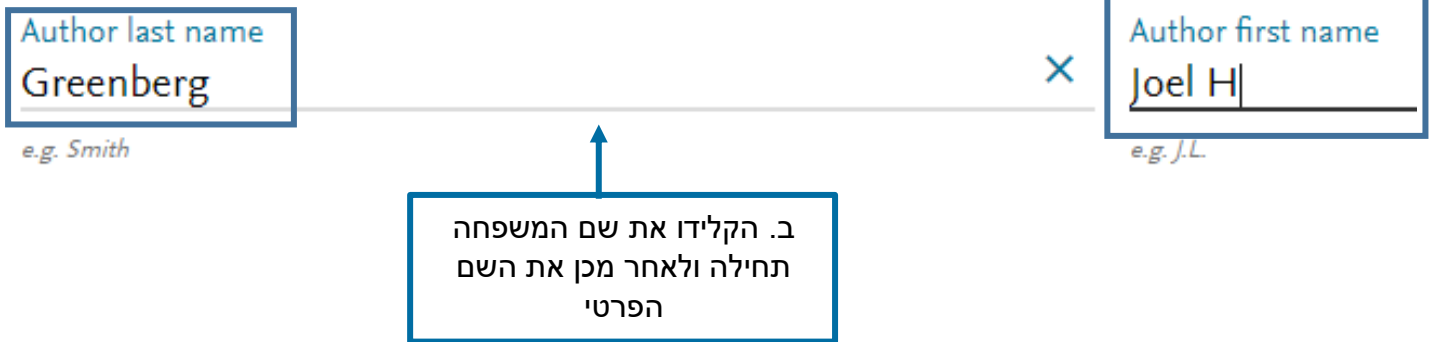 Author last name
Greenberg
e.g. Smith
Author first name
Joel H
e.g. J.L.
ב. הקלידו את שם המשפחה
תחילה ולאחר מכן את השם
הפרטי